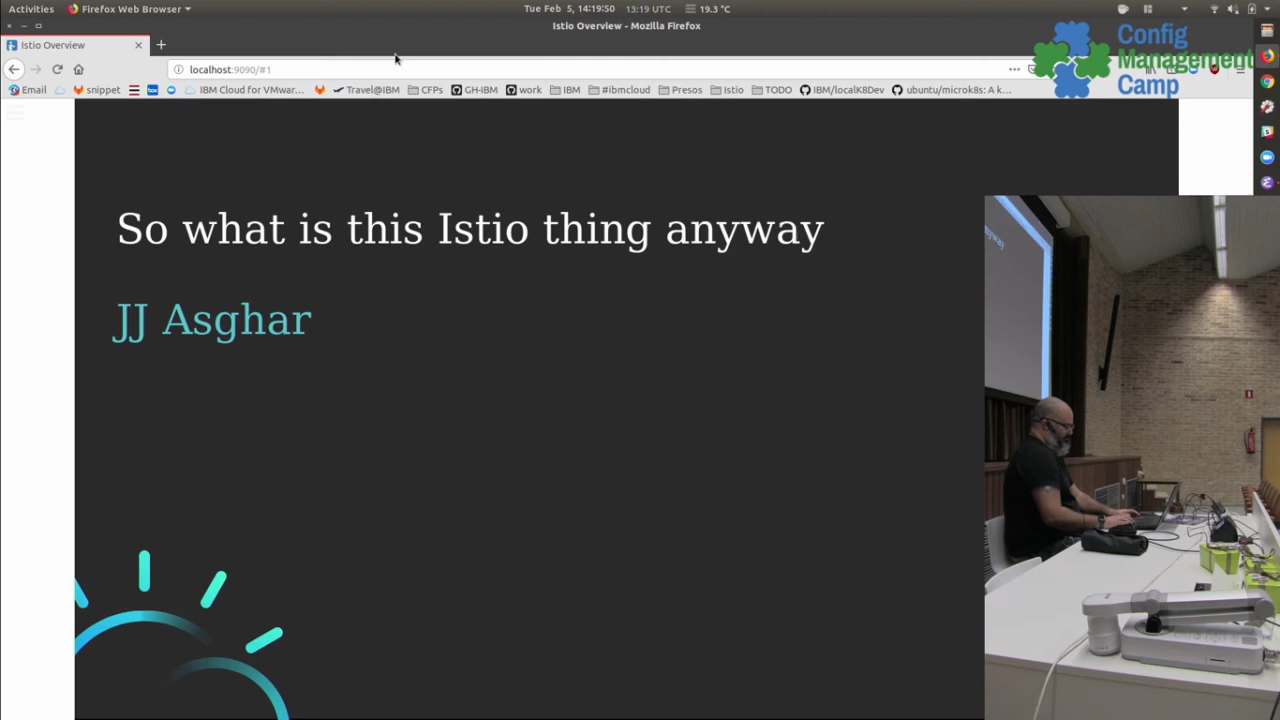 Activities
Firefox Web Browser
Tue Feb 5, 14:19:50
13:19 UTC
19.3 °C
Istio Overview - Mozilla Firefox
Istio Overview
localhost:9090/#1
Email
snippet
IBM Cloud for VMwar...
Travel@IBM
CFPs
GH-IBM
work
IBM
#ibmcloud
Presos
Istio
TODO
IBM/localK8Dev
ubuntu/microk8s: A k...
Config
Management
Camp
So what is this Istio thing anyway
JJ Asghar